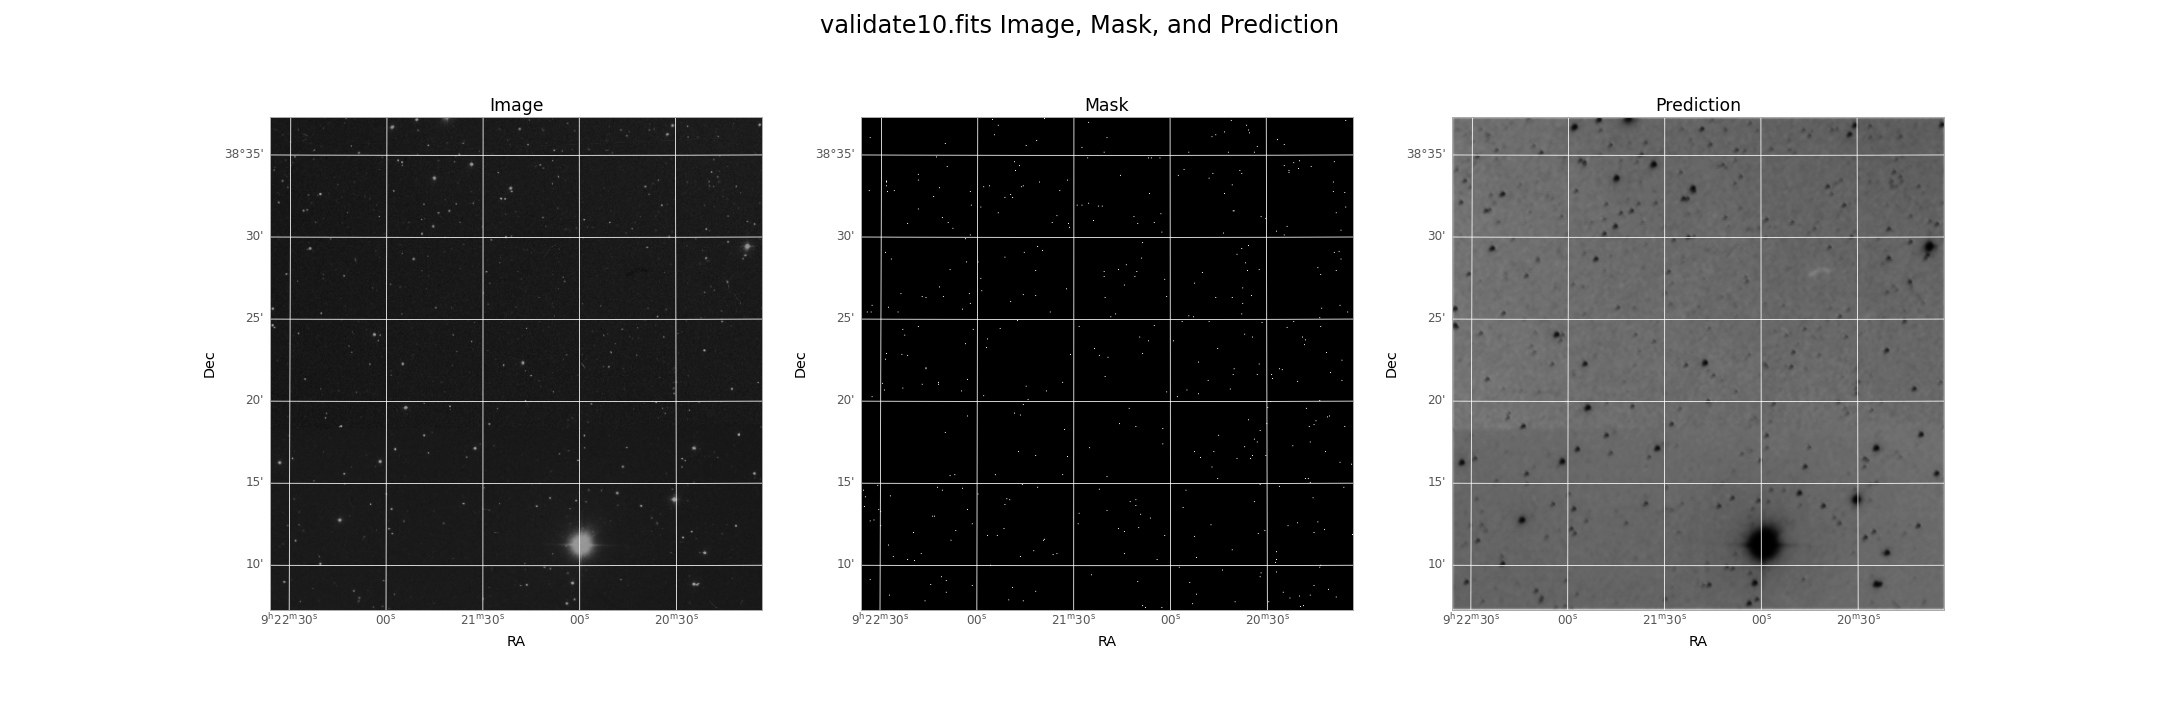 validate10.fits Image, Mask, and Prediction
Image
38°35'
30'
25'
20'
15'
10'
Dec
9ʰ22ᵐ30ˢ 00ˢ 21ᵐ30ˢ 00ˢ 20ᵐ30ˢ
RA
Mask
38°35'
30'
25'
20'
15'
10'
Dec
9ʰ22ᵐ30ˢ 00ˢ 21ᵐ30ˢ 00ˢ 20ᵐ30ˢ
RA
Prediction
38°35'
30'
25'
20'
15'
10'
Dec
9ʰ22ᵐ30ˢ 00ˢ 21ᵐ30ˢ 00ˢ 20ᵐ30ˢ
RA